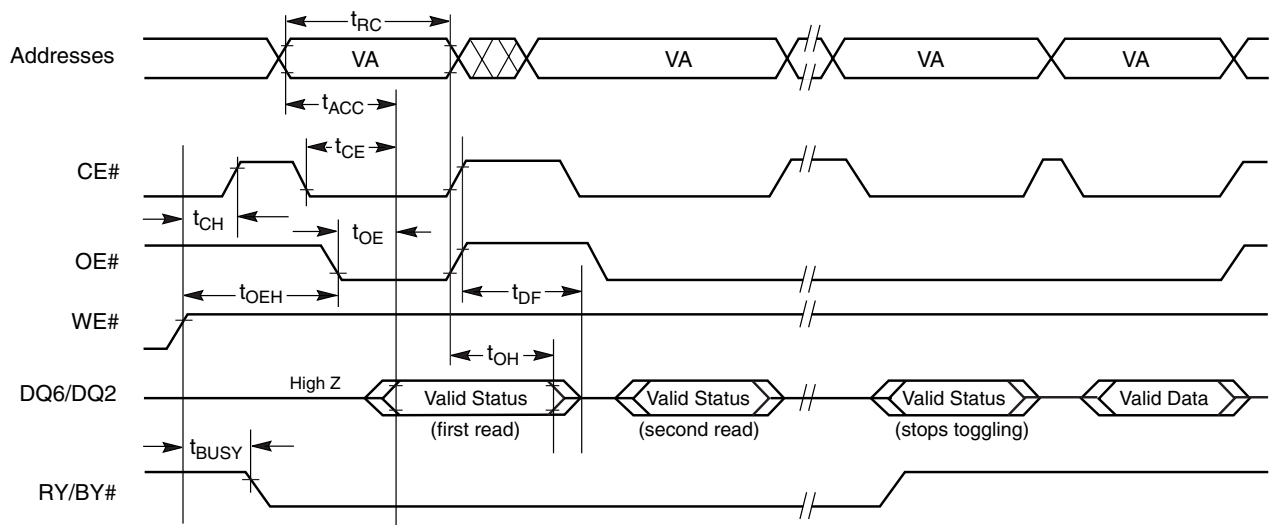 tRC
Addresses VA VA VA VA
tACC
tCE
CE#
tCH tOE
OE#
tOEH tDF
WE#
tOH
High Z
DQ6/DQ2 Valid Status Valid Status Valid Status Valid Data
(first read) (second read) (stops toggling)
tBUSY
RY/BY#